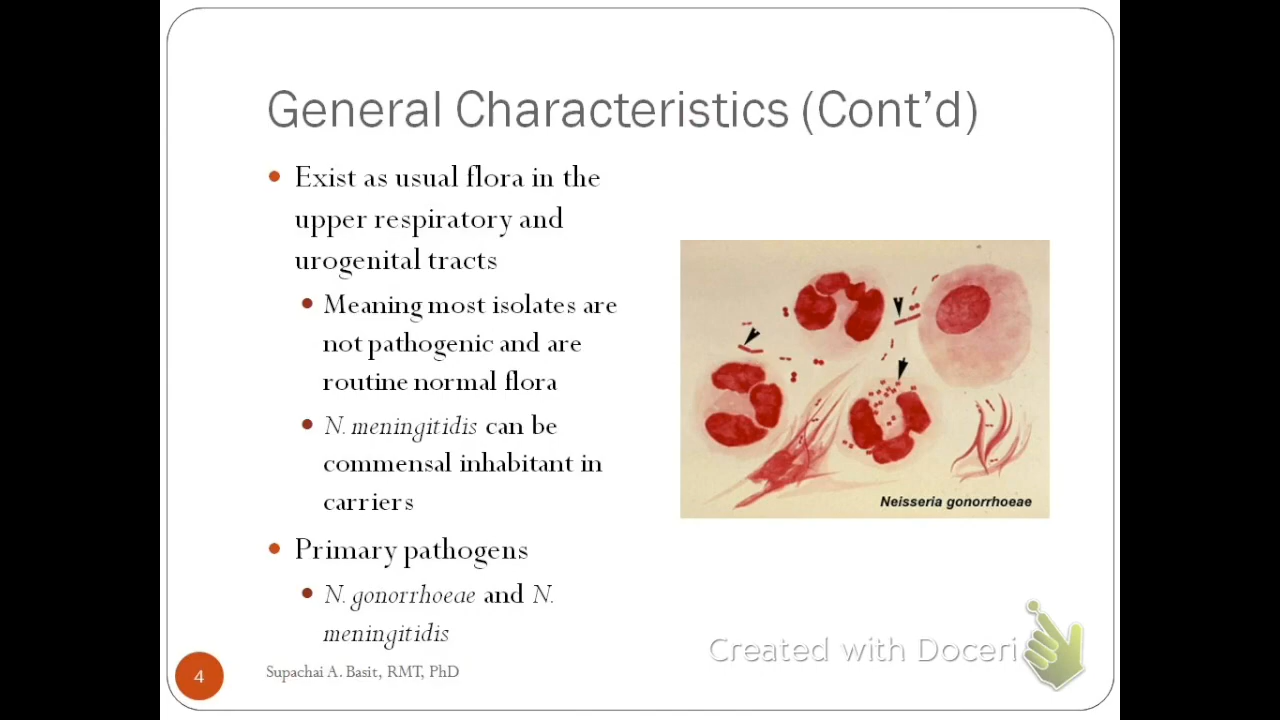 General Characteristics (Cont’d)
Exist as usual flora in the
upper respiratory and
urogenital tracts
Meaning most isolates are
not pathogenic and are
routine normal flora
N. meningitidis can be
commensal inhabitant in
carriers
Primary pathogens
N. gonorrhoeae and N.
meningitidis
Neisseria gonorrhoeae
4
Supachai A. Basit, RMT, PhD
Created with Doceri